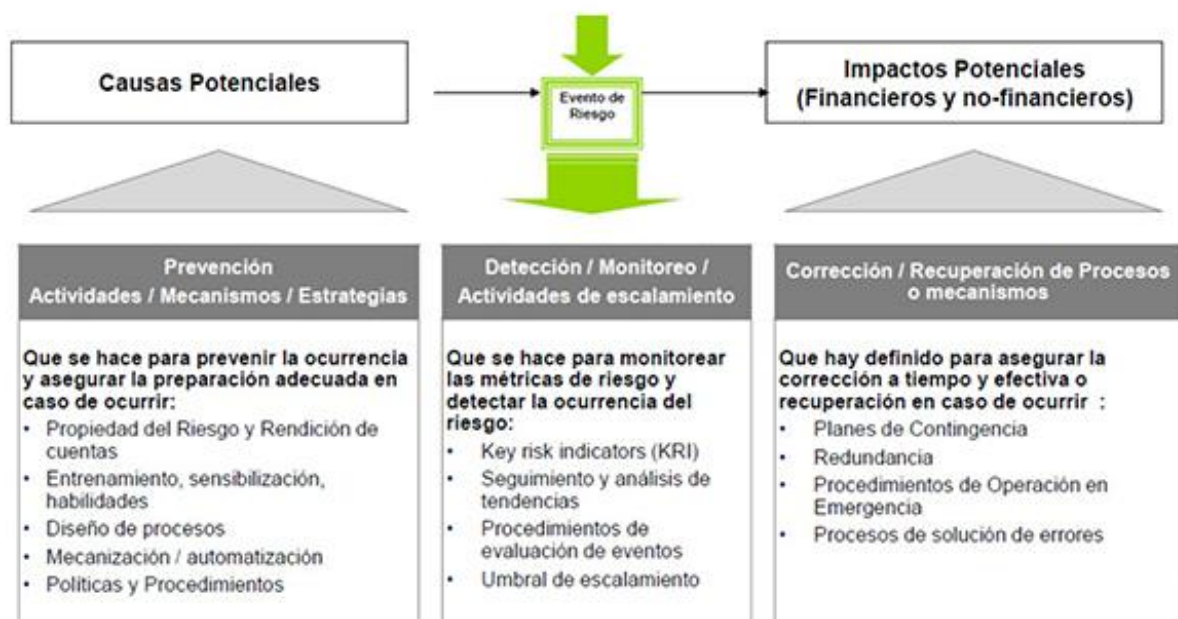 Causas Potenciales
Evento de
Riesgo
Impactos Potenciales
(Financieros y no-financieros)
Prevención
Actividades / Mecanismos / Estrategias
Que se hace para prevenir la ocurrencia
y asegurar la preparación adecuada en
caso de ocurrir:
• Propiedad del Riesgo y Rendición de
cuentas
• Entrenamiento, sensibilización,
habilidades
• Diseño de procesos
• Mecanización / automatización
• Políticas y Procedimientos
Detección / Monitoreo /
Actividades de escalamiento
Que se hace para monitorear
las métricas de riesgo y
detectar la ocurrencia del
riesgo:
• Key risk indicators (KRI)
• Seguimiento y análisis de
tendencias
• Procedimientos de
evaluación de eventos
• Umbral de escalamiento
Corrección / Recuperación de Procesos
o mecanismos
Que hay definido para asegurar la
corrección a tiempo y efectiva o
recuperación en caso de ocurrir :
• Planes de Contingencia
• Redundancia
• Procedimientos de Operación en
Emergencia
• Procesos de solución de errores